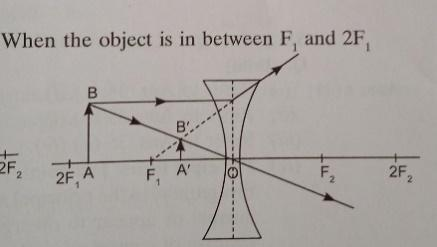 When the object is in between F₁ and 2F₁
B
B'
2F₂ 2F₁ A F₁ A' O F₂ 2F₂